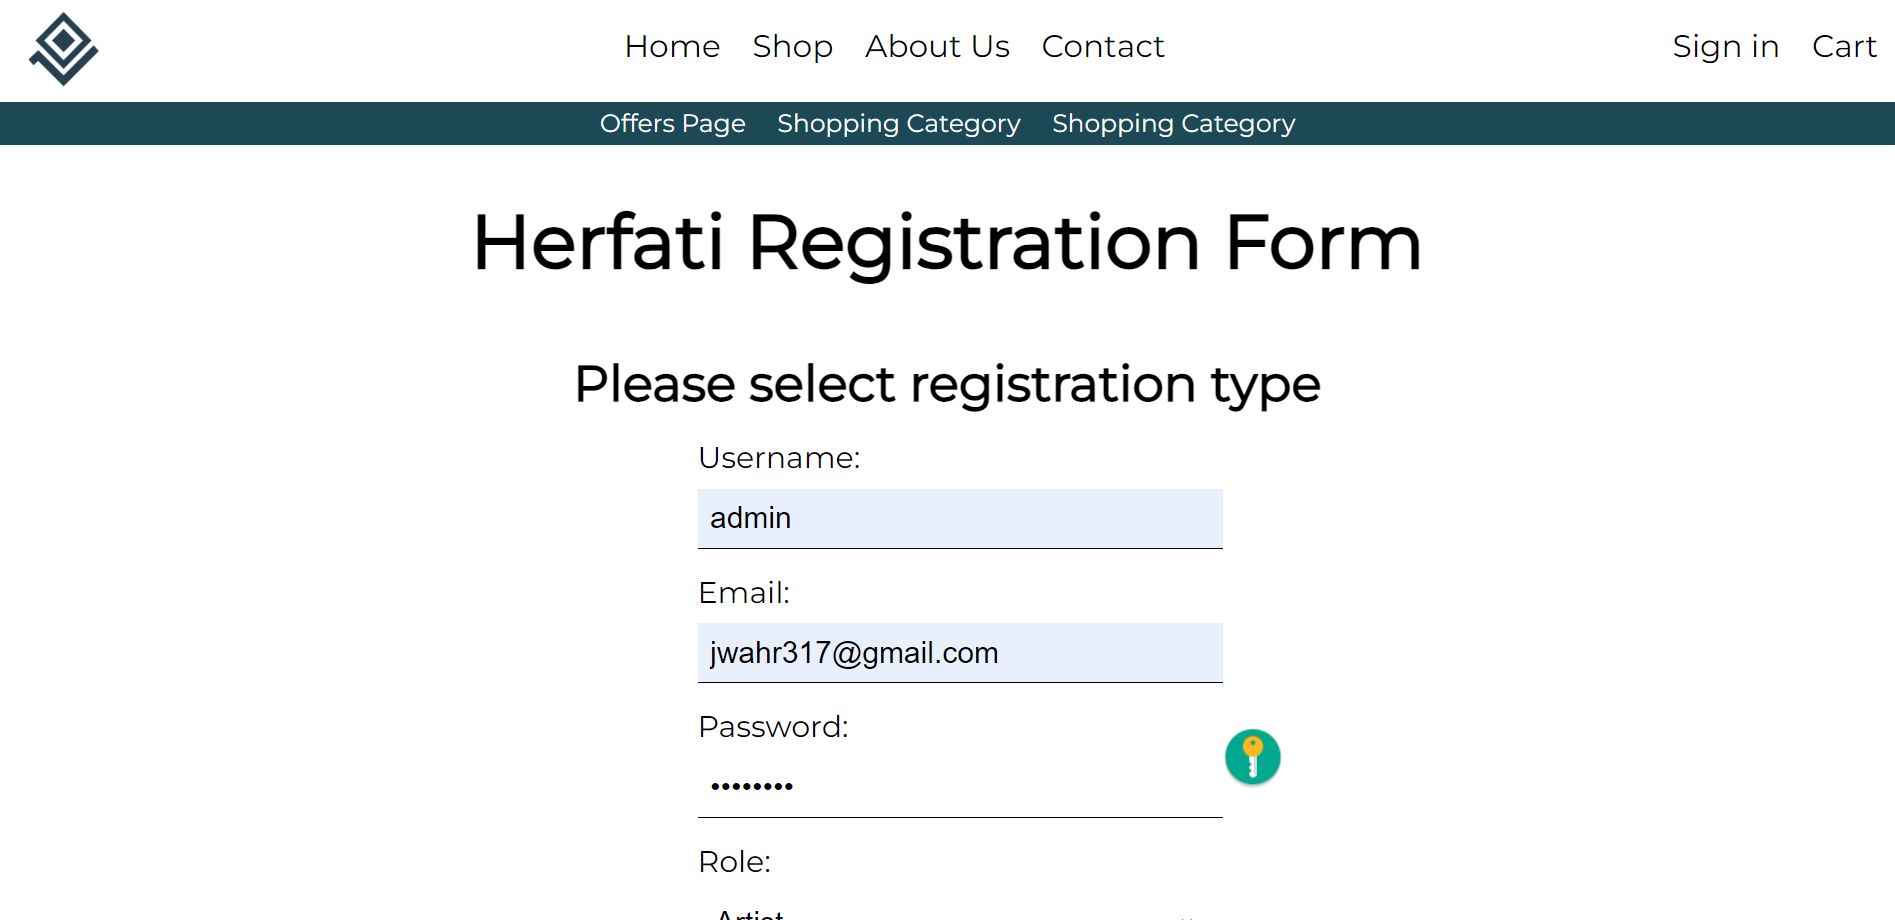 Home Shop About Us Contact Sign in Cart
Offers Page Shopping Category Shopping Category
Herfati Registration Form
Please select registration type
Username:
admin
Email:
jwahr317@gmail.com
Password:
••••••••
Role:
Artist